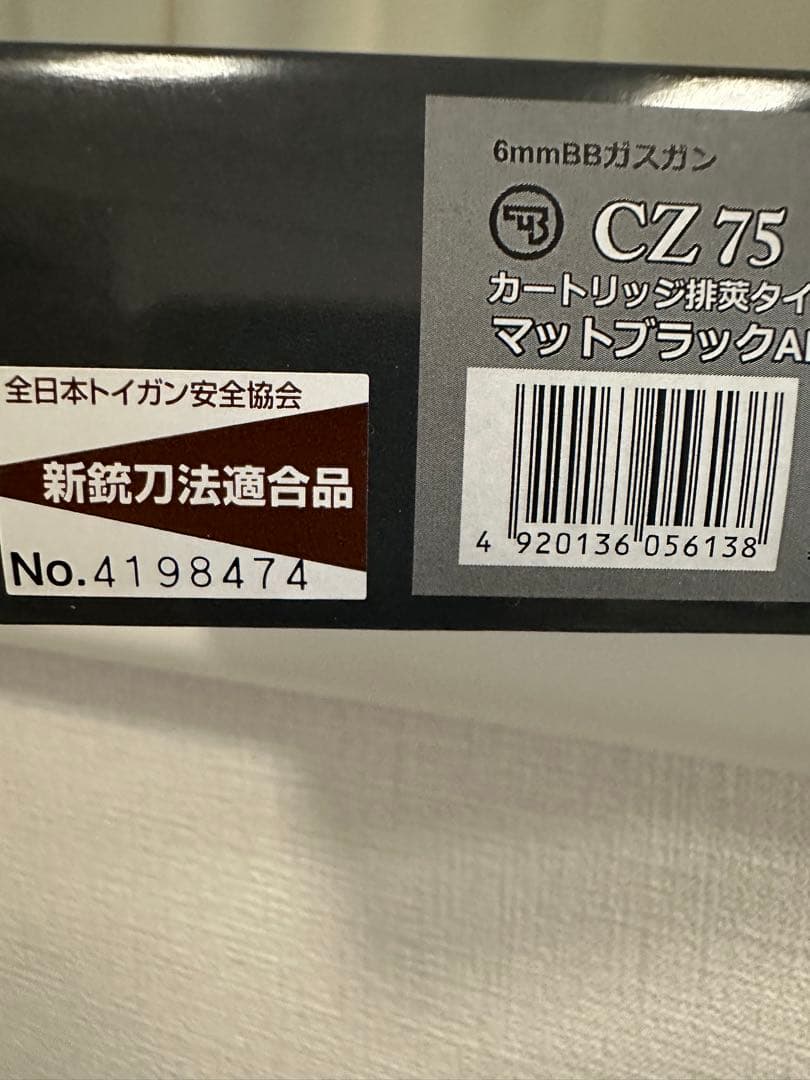 全日本トイガン安全協会
新銃刀法適合品
No.4198474
6mmBBガスガン
CZ 75
カートリッジ排莢タイ
マットブラックA
4 920136 056138